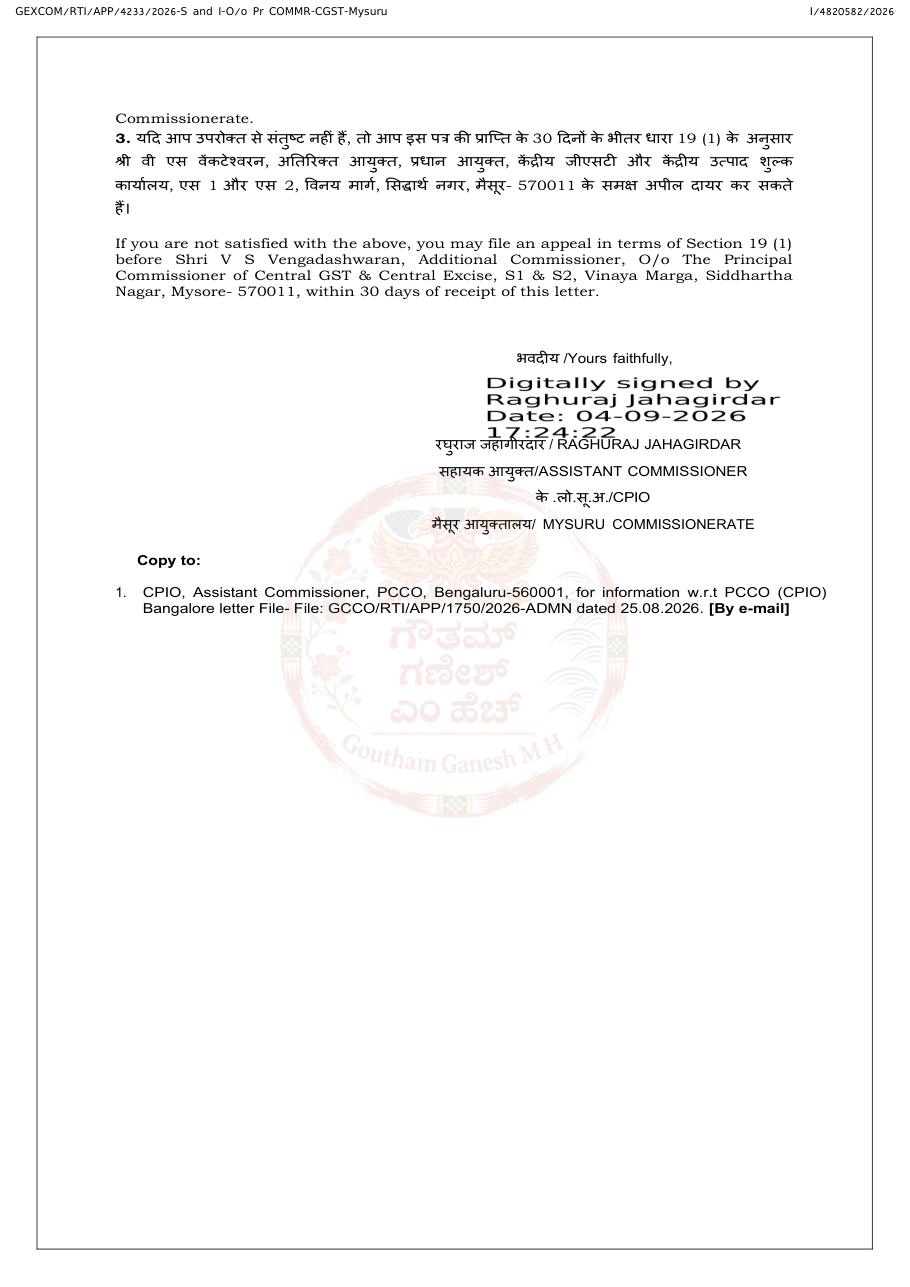 GEXCOM/RTI/APP/4233/2026-S and I-O/o Pr COMMR-CGST-Mysuru
I/4820582/2026
Commissionerate.
3. यदि आप उपरोक्त से संतुष्ट नहीं हैं, तो आप इस पत्र की प्राप्ति के 30 दिनों के भीतर धारा 19 (1) के अनुसार
श्री वी एस वेंकटेश्वरन, अतिरिक्त आयुक्त, प्रधान आयुक्त, केंद्रीय जीएसटी और केंद्रीय उत्पाद शुल्क
कार्यालय, एस 1 और एस 2, विनय मार्ग, सिद्धार्थ नगर, मैसूर- 570011 के समक्ष अपील दायर कर सकते
हैं।
If you are not satisfied with the above, you may file an appeal in terms of Section 19 (1)
before Shri V S Vengadashwaran, Additional Commissioner, O/o The Principal
Commissioner of Central GST & Central Excise, S1 & S2, Vinaya Marga, Siddhartha
Nagar, Mysore- 570011, within 30 days of receipt of this letter.
भवदीय /Yours faithfully,
Digitally signed by
Raghuraj Jahagirdar
Date: 04-09-2026
17:24:22
रघुराज जहागीरदार / RAGHURAJ JAHAGIRDAR
सहायक आयुक्त/ASSISTANT COMMISSIONER
के .लो.सू.अ./CPIO
मैसूर आयुक्तालय/ MYSURU COMMISSIONERATE
Copy to:
1. CPIO, Assistant Commissioner, PCCO, Bengaluru-560001, for information w.r.t PCCO (CPIO)
Bangalore letter File- File: GCCO/RTI/APP/1750/2026-ADMN dated 25.08.2026. [By e-mail]
ಗೌತಮ್
ಗಣೇಶ್
ಎಂ ಹೆಚ್
Goutham Ganesh M H